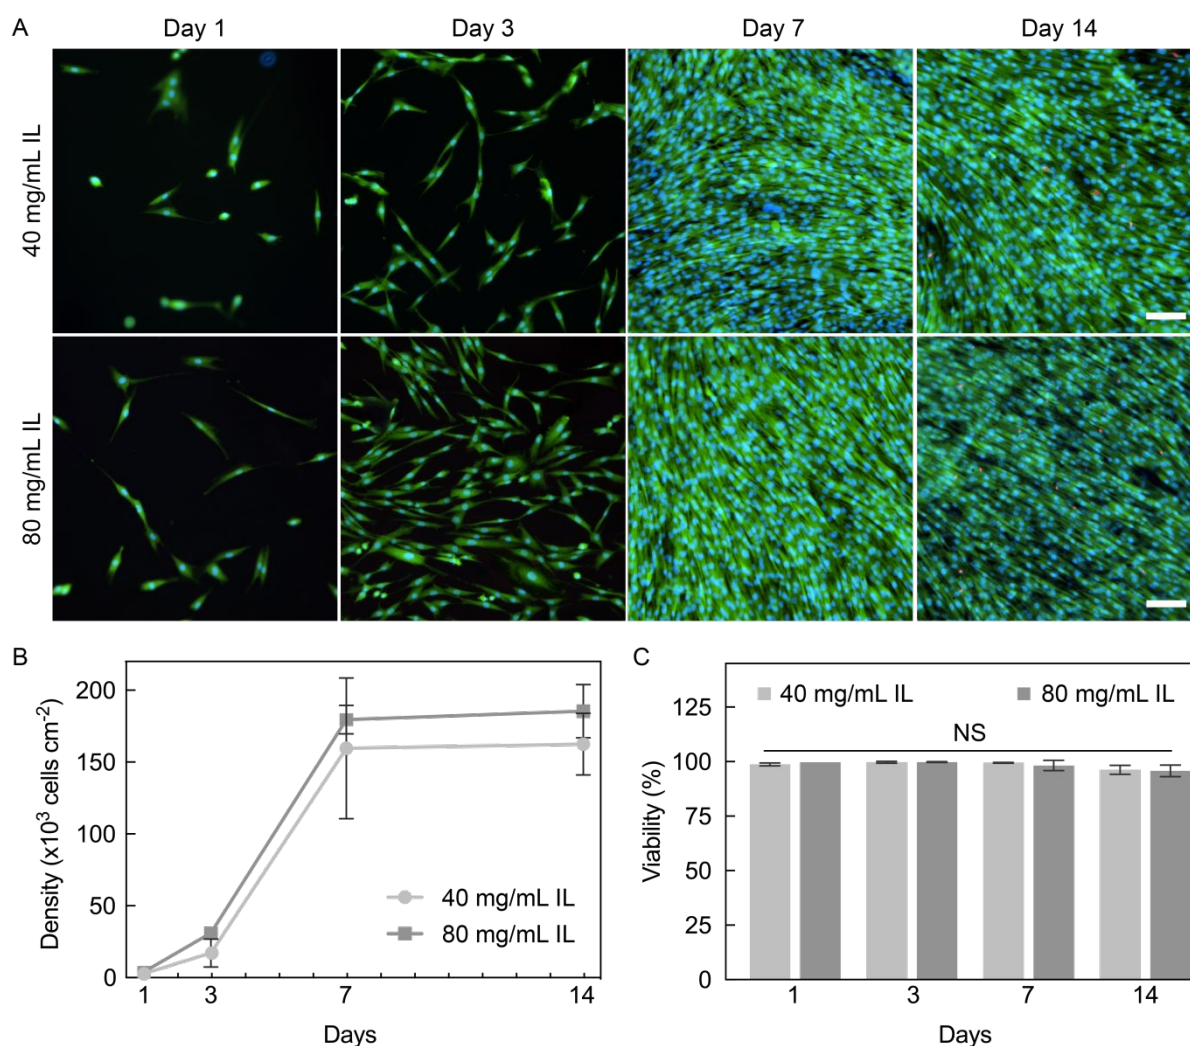 A
Day 1
Day 3
Day 7
Day 14
40 mg/mL IL
80 mg/mL IL
B
Density (x10³ cells cm⁻²)
200
150
100
50
0
40 mg/mL IL
80 mg/mL IL
1
3
7
14
Days
C
Viability (%)
125
100
75
50
25
0
40 mg/mL IL
80 mg/mL IL
NS
1
3
7
14
Days